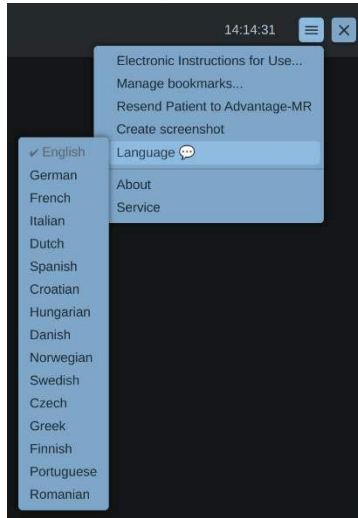 14:14:31
Electronic Instructions for Use...
Manage bookmarks...
Resend Patient to Advantage-MR
Create screenshot
Language 💬
About
Service
✔ English
German
French
Italian
Dutch
Spanish
Croatian
Hungarian
Danish
Norwegian
Swedish
Czech
Greek
Finnish
Portuguese
Romanian